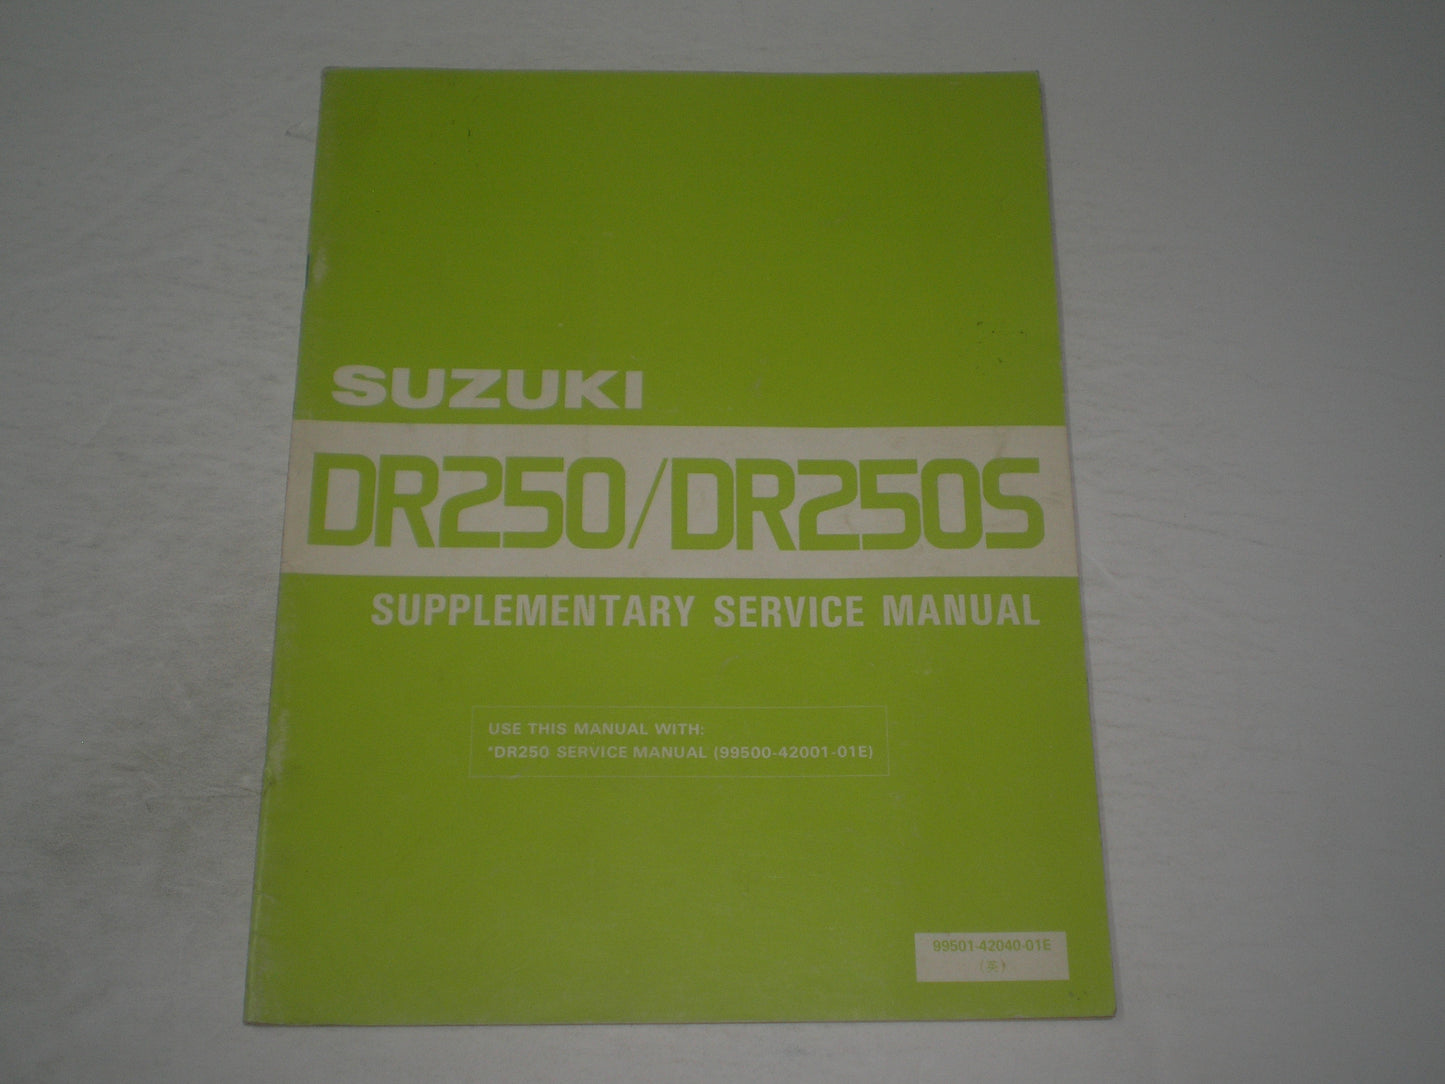 SUZUKI
DR250/DR250S
SUPPLEMENTARY SERVICE MANUAL
USE THIS MANUAL WITH:
*DR250 SERVICE MANUAL (99500-42001-01E)
99501-42040-01E
(英)